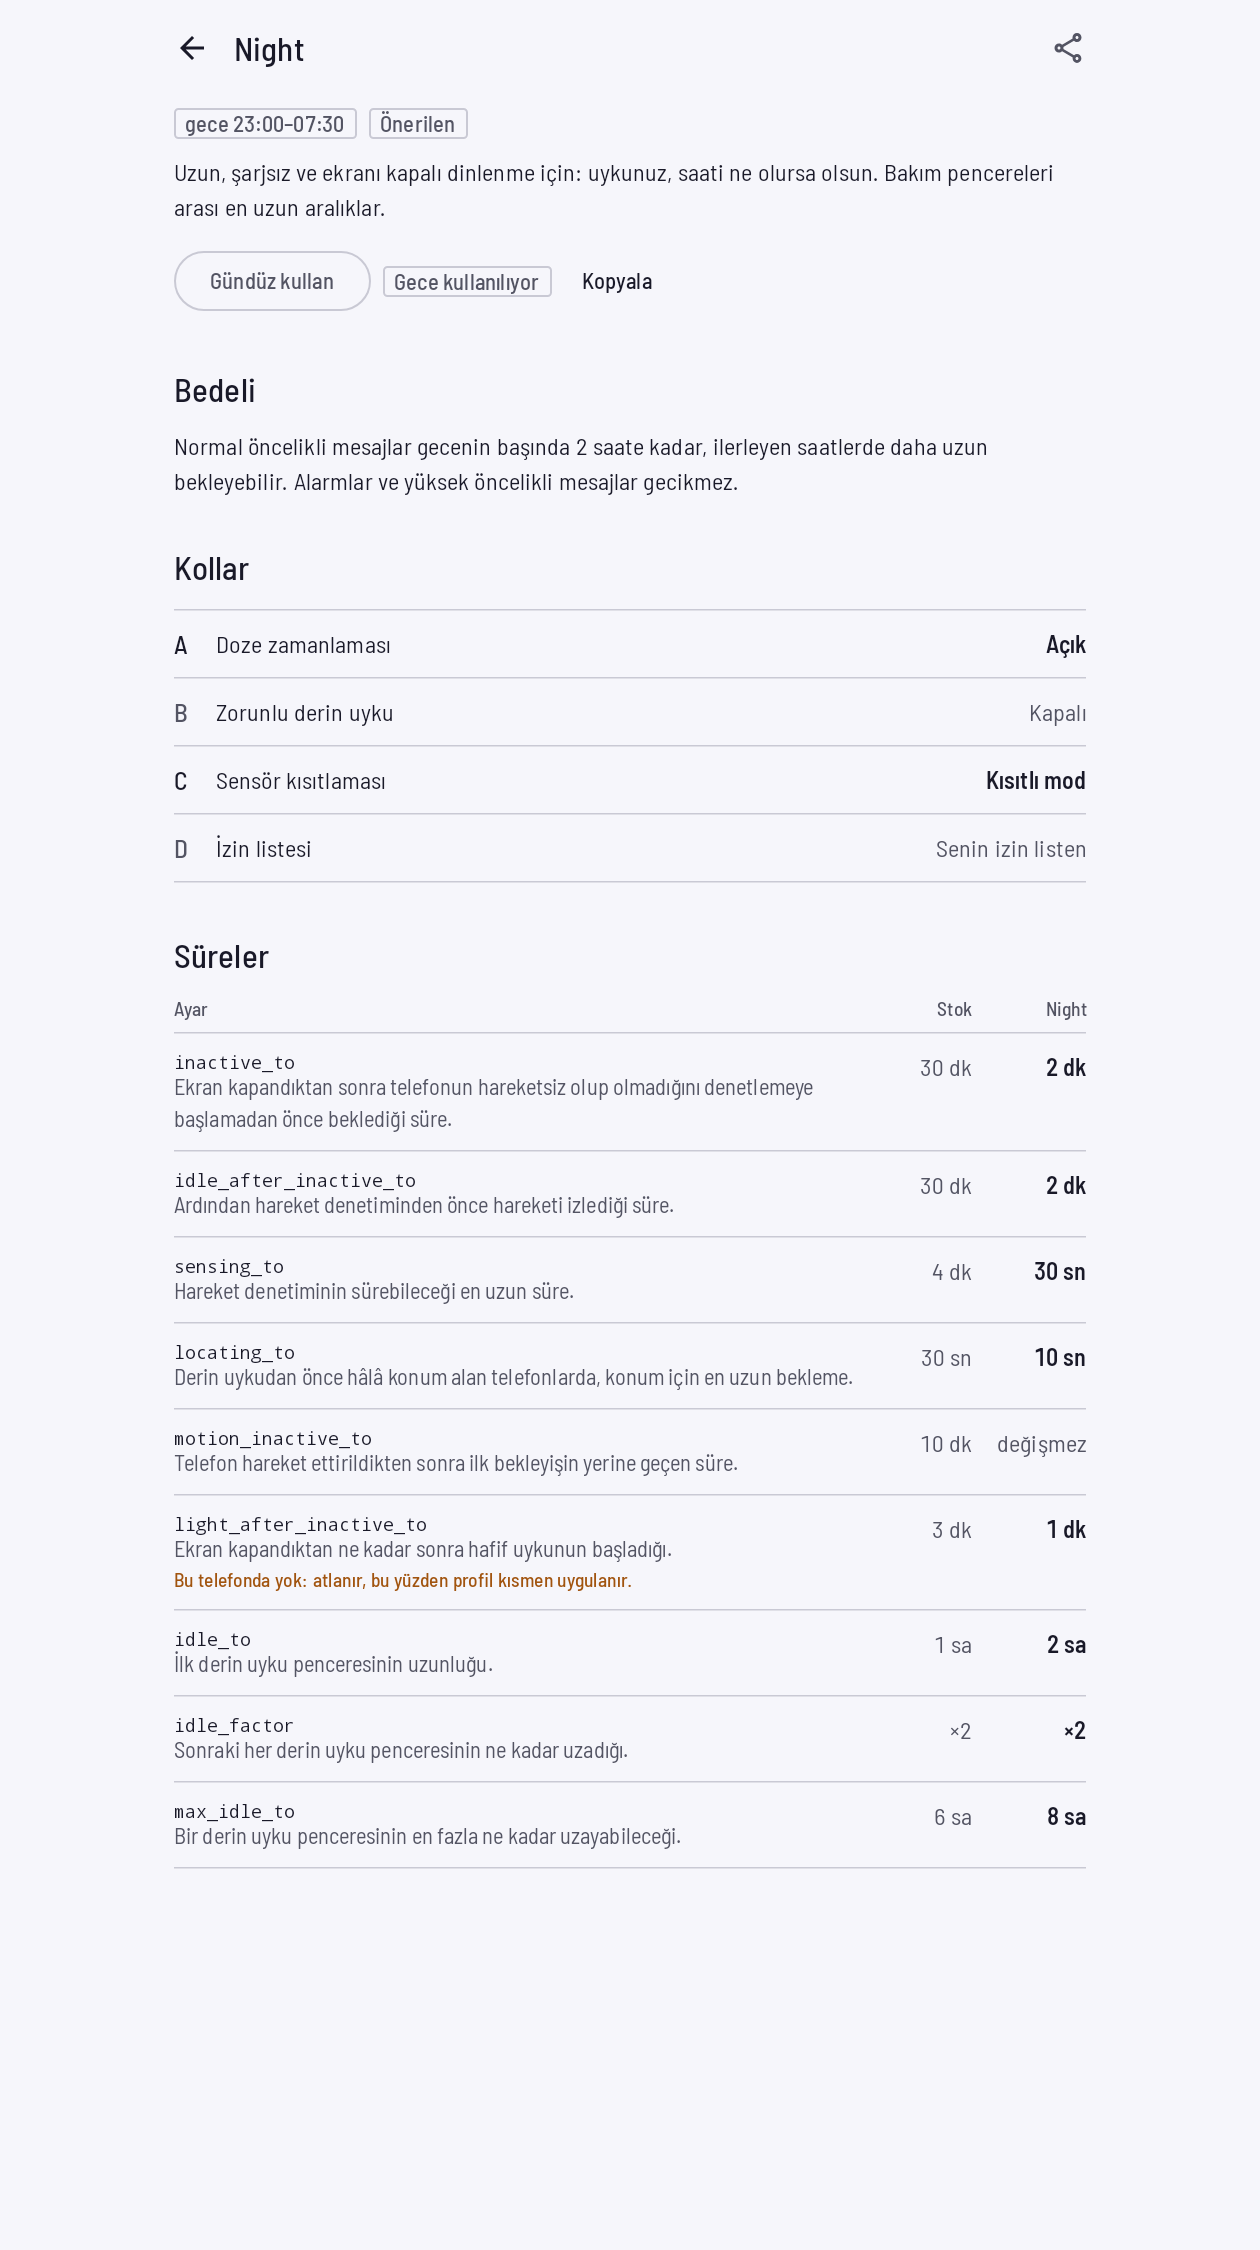 Night
gece 23:00–07:30 Önerilen
Uzun, şarjsız ve ekranı kapalı dinlenme için: uykunuz, saati ne olursa olsun. Bakım pencereleri
arası en uzun aralıklar.
Gündüz kullan Gece kullanılıyor Kopyala
Bedeli
Normal öncelikli mesajlar gecenin başında 2 saate kadar, ilerleyen saatlerde daha uzun
bekleyebilir. Alarmlar ve yüksek öncelikli mesajlar gecikmez.
Kollar
A Doze zamanlaması Açık
B Zorunlu derin uyku Kapalı
C Sensör kısıtlaması Kısıtlı mod
D İzin listesi Senin izin listen
Süreler
Ayar Stok Night
inactive_to 30 dk 2 dk
Ekran kapandıktan sonra telefonun hareketsiz olup olmadığını denetlemeye
başlamadan önce beklediği süre.
idle_after_inactive_to 30 dk 2 dk
Ardından hareket denetiminden önce hareketi izlediği süre.
sensing_to 4 dk 30 sn
Hareket denetiminin sürebileceği en uzun süre.
locating_to 30 sn 10 sn
Derin uykudan önce hâlâ konum alan telefonlarda, konum için en uzun bekleme.
motion_inactive_to 10 dk değişmez
Telefon hareket ettirildikten sonra ilk bekleyişin yerine geçen süre.
light_after_inactive_to 3 dk 1 dk
Ekran kapandıktan ne kadar sonra hafif uykunun başladığı.
Bu telefonda yok: atlanır, bu yüzden profil kısmen uygulanır.
idle_to 1 sa 2 sa
İlk derin uyku penceresinin uzunluğu.
idle_factor ×2 ×2
Sonraki her derin uyku penceresinin ne kadar uzadığı.
max_idle_to 6 sa 8 sa
Bir derin uyku penceresinin en fazla ne kadar uzayabileceği.